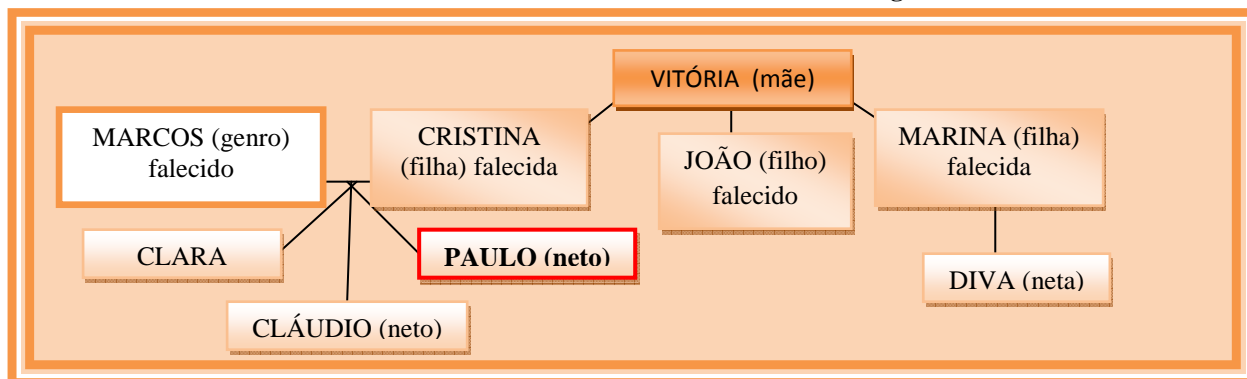 VITÓRIA (mãe)
MARCOS (genro)
falecido
CRISTINA
(filha) falecida
JOÃO (filho)
falecido
MARINA (filha)
falecida
CLARA
PAULO (neto)
DIVA (neta)
CLÁUDIO (neto)